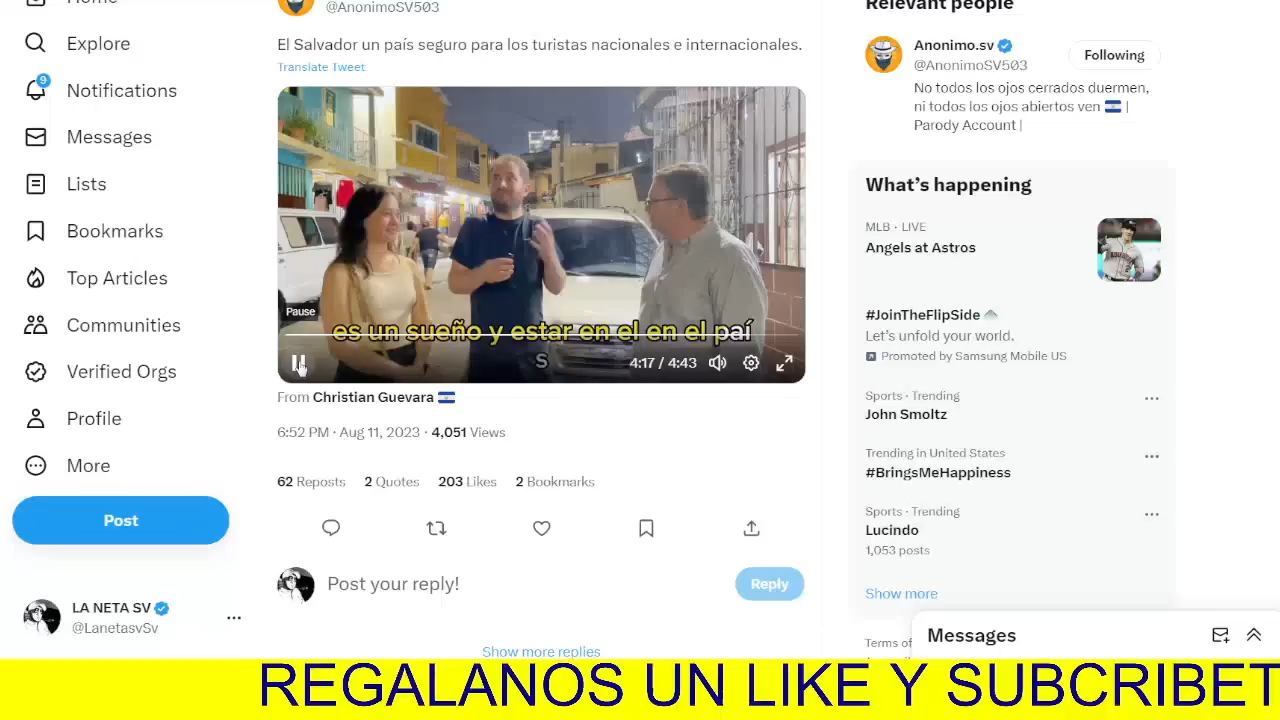 Home
Explore
9
Notifications
Messages
Lists
Bookmarks
Top Articles
Communities
Verified Orgs
Profile
More
Post
LA NETA SV
@LanetasvSv
@AnonimoSV503
El Salvador un país seguro para los turistas nacionales e internacionales.
Translate Tweet
Pause
es un sueño y estar en el en el paí
S
4:17 / 4:43
From Christian Guevara
6:52 PM · Aug 11, 2023 · 4,051 Views
62 Reposts 2 Quotes 203 Likes 2 Bookmarks
Post your reply!
Reply
Show more replies
Relevant people
Anonimo.sv
@AnonimoSV503
Following
No todos los ojos cerrados duermen,
ni todos los ojos abiertos ven |
Parody Account |
What's happening
MLB · LIVE
Angels at Astros
#JoinTheFlipSide
Let's unfold your world.
Promoted by Samsung Mobile US
Sports · Trending
John Smoltz
Trending in United States
#BringsMeHappiness
Sports · Trending
Lucindo
1,053 posts
Show more
Terms of
Messages
REGALANOS UN LIKE Y SUBCRIBET